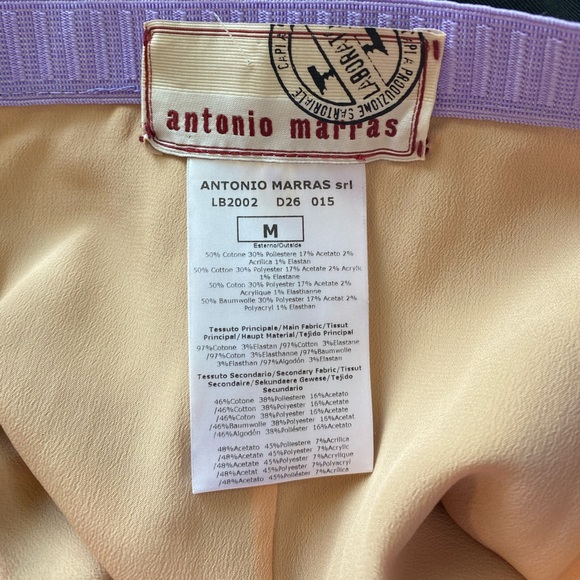 CAPI A PRODUZIONE SARTORIALE
LABORAT
antonio marras
ANTONIO MARRAS srl
LB2002 D26 015
M
Esterno/Outside
50% Cotone 30% Poliestere 17% Acetato 2%
Acrilica 1% Elastan
50% Cotton 30% Polyester 17% Acetate 2% Acrylic
1% Elastane
50% Coton 30% Polyester 17% Acetate 2%
Acrylique 1% Elasthanne
50% Baumwolle 30% Polyester 17% Acetat 2%
Polyacryl 1% Elasthan
Tessuto Principale/Main Fabric/Tissut
Principal/Haupt Material/Tejido Principal
97%Cotone 3%Elastan /97%Cotton 3%Elastane
/97%Coton 3%Elasthanne /97%Baumwolle
3%Elasthan /97%Algodón 3%Elastan
Tessuto Secondario/Secondary Fabric/Tissut
Secondaire/Sekundaere Gewese/Tejido
Secundario
46%Cotone 38%Poliestere 16%Acetato
/46%Cotton 38%Polyester 16%Acetate
/46%Coton 38%Polyester 16%Acetate
/46%Baumwolle 38%Polyester 16%Acetat
/46%Algodón 38%Poliéster 16%Acetato
48%Acetato 45%Poliestere 7%Acrilica
/48%Acetate 45%Polyester 7%Acrylic
/48%Acetate 45%Polyester 7%Acrylique
/48%Acetat 45%Polyester 7%Polyacryl
/48%Acetato 45%Poliéster 7%Acrílica